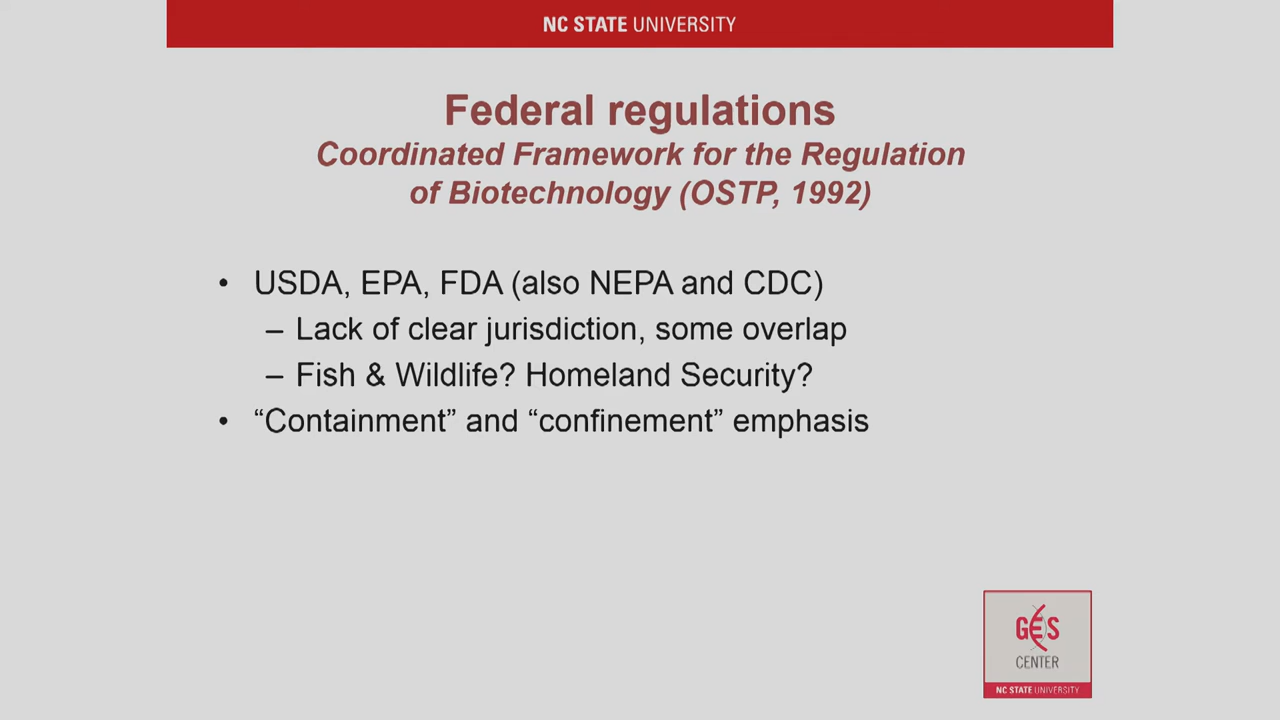 NC STATE UNIVERSITY
Federal regulations
Coordinated Framework for the Regulation
of Biotechnology (OSTP, 1992)
• USDA, EPA, FDA (also NEPA and CDC)
– Lack of clear jurisdiction, some overlap
– Fish & Wildlife? Homeland Security?
• “Containment” and “confinement” emphasis
GES
CENTER
NC STATE UNIVERSITY